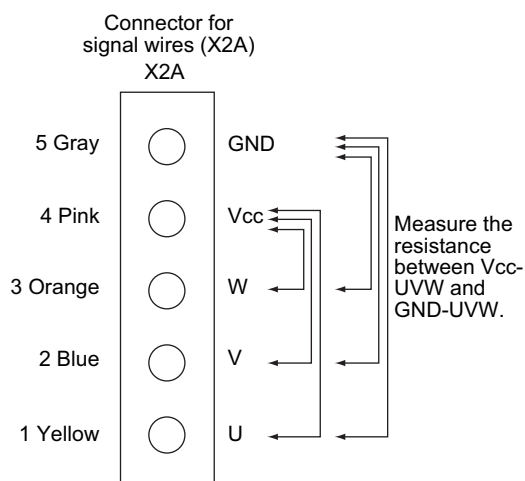 Connector for
signal wires (X2A)
X2A
5 Gray GND
4 Pink Vcc
3 Orange W
2 Blue V
1 Yellow U
Measure the
resistance
between Vcc-
UVW and
GND-UVW.